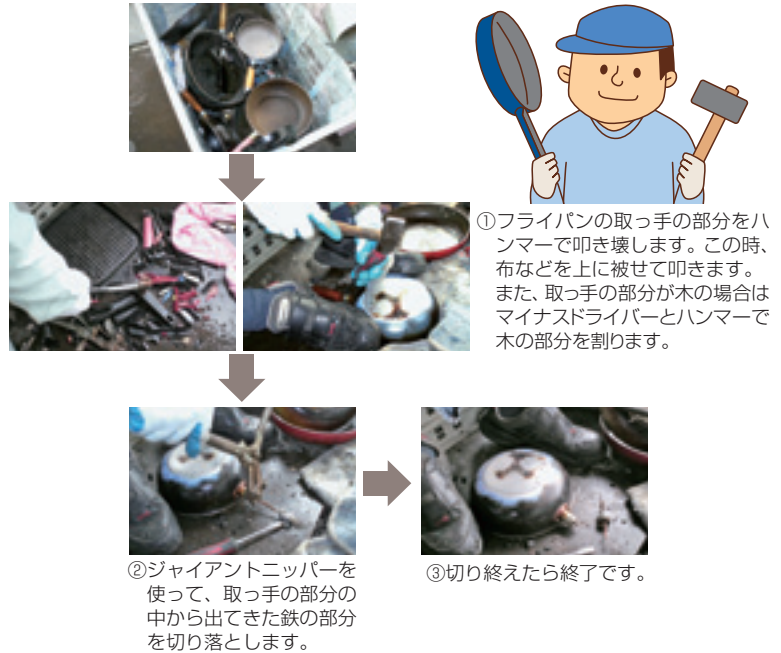 ①フライパンの取っ手の部分をハ
ンマーで叩き壊します。この時、
布などを上に被せて叩きます。
また、取っ手の部分が木の場合は
マイナスドライバーとハンマーで
木の部分を割ります。
②ジャイアントニッパーを
使って、取っ手の部分の
中から出てきた鉄の部分
を切り落とします。
③切り終えたら終了です。